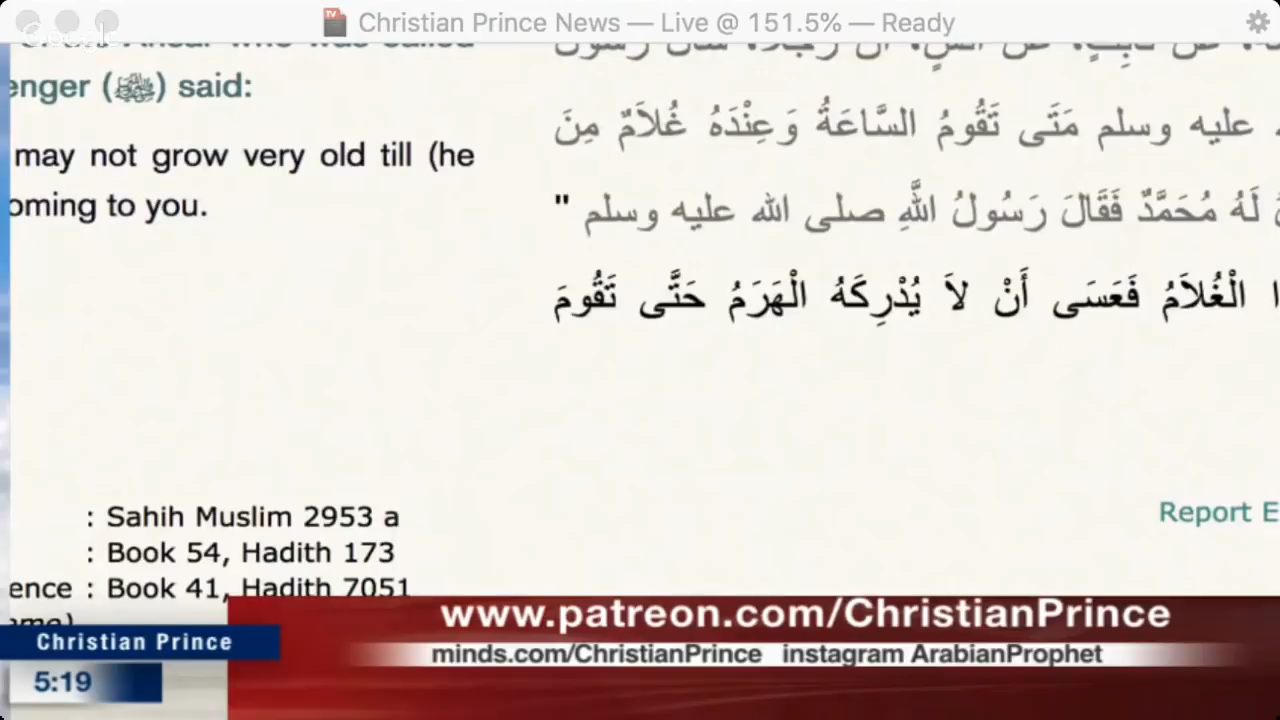 Christian Prince News — Live @ 151.5% — Ready
Google
enger (ﷺ) said:
may not grow very old till (he
oming to you.
عليه وسلم مَتَى تَقُومُ السَّاعَةُ وَعِنْدَهُ غُلاَمٌ مِنَ
لَهُ مُحَمَّدٌ فَقَالَ رَسُولُ اللَّهِ صلى الله عليه وسلم "
الْغُلاَمُ فَعَسَى أَنْ لاَ يُدْرِكَهُ الْهَرَمُ حَتَّى تَقُومَ
: Sahih Muslim 2953 a
: Book 54, Hadith 173
ence : Book 41, Hadith 7051
Report E
www.patreon.com/ChristianPrince
minds.com/ChristianPrince instagram ArabianProphet
Christian Prince
5:19